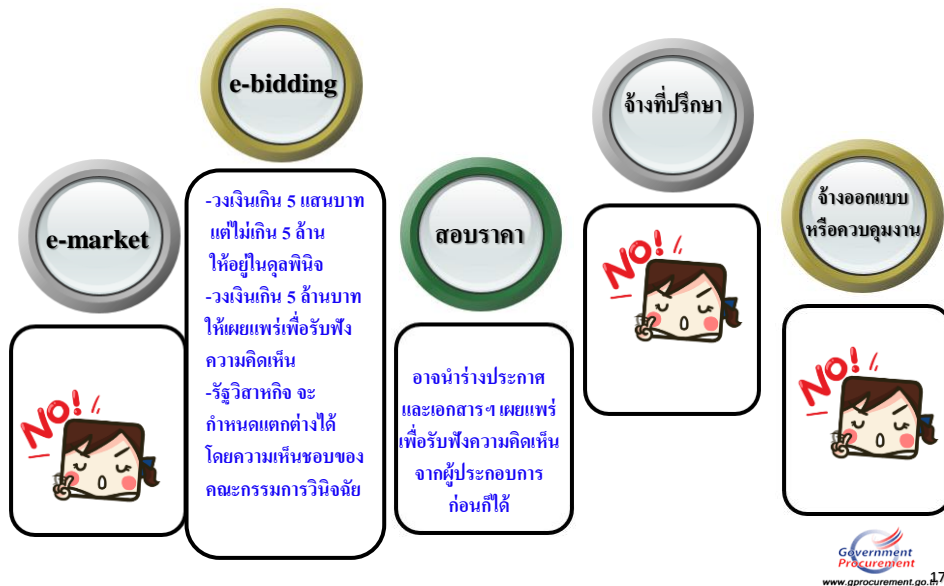 e-market
NO!
e-bidding
-วงเงินเกิน 5 แสนบาท
แต่ไม่เกิน 5 ล้าน
ให้อยู่ในดุลพินิจ
-วงเงินเกิน 5 ล้านบาท
ให้เผยแพร่เพื่อรับฟัง
ความคิดเห็น
-รัฐวิสาหกิจ จะ
กำหนดแตกต่างได้
โดยความเห็นชอบของ
คณะกรรมการวินิจฉัย
สอบราคา
อาจนำร่างประกาศ
และเอกสารฯ เผยแพร่
เพื่อรับฟังความคิดเห็น
จากผู้ประกอบการ
ก่อนก็ได้
จ้างที่ปรึกษา
NO!
จ้างออกแบบ
หรือควบคุมงาน
NO!
Government
Procurement
www.gprocurement.go.th
17